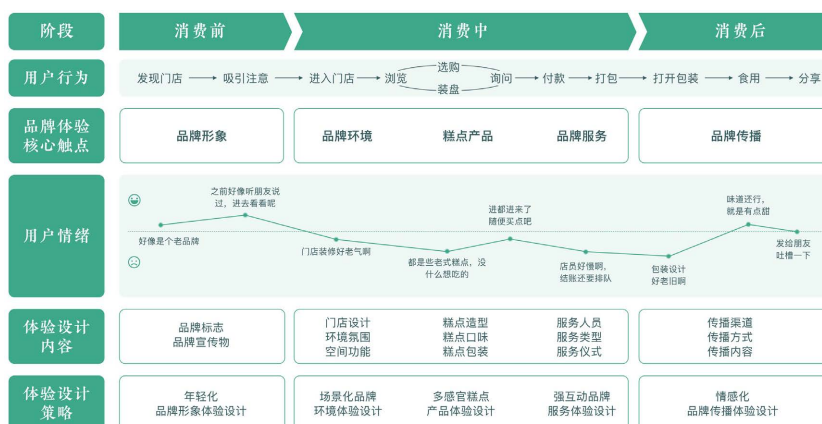 阶段
消费前
消费中
消费后
用户行为
发现门店
吸引注意
进入门店
浏览
选购
装盘
询问
付款
打包
打开包装
食用
分享
品牌体验
核心触点
品牌形象
品牌环境
糕点产品
品牌服务
品牌传播
用户情绪
好像是个老品牌
之前好像听朋友说
过，进去看看呢
门店装修好老气啊
都是些老式糕点，没
什么想吃的
进都进来了
随便买点吧
店员好慢啊，
结账还要排队
包装设计
好老旧啊
味道还行，
就是有点甜
发给朋友
吐槽一下
体验设计
内容
品牌标志
品牌宣传物
门店设计
环境氛围
空间功能
糕点造型
糕点口味
糕点包装
服务人员
服务类型
服务仪式
传播渠道
传播方式
传播内容
体验设计
策略
年轻化
品牌形象体验设计
场景化品牌
环境体验设计
多感官糕点
产品体验设计
强互动品牌
服务体验设计
情感化
品牌传播体验设计